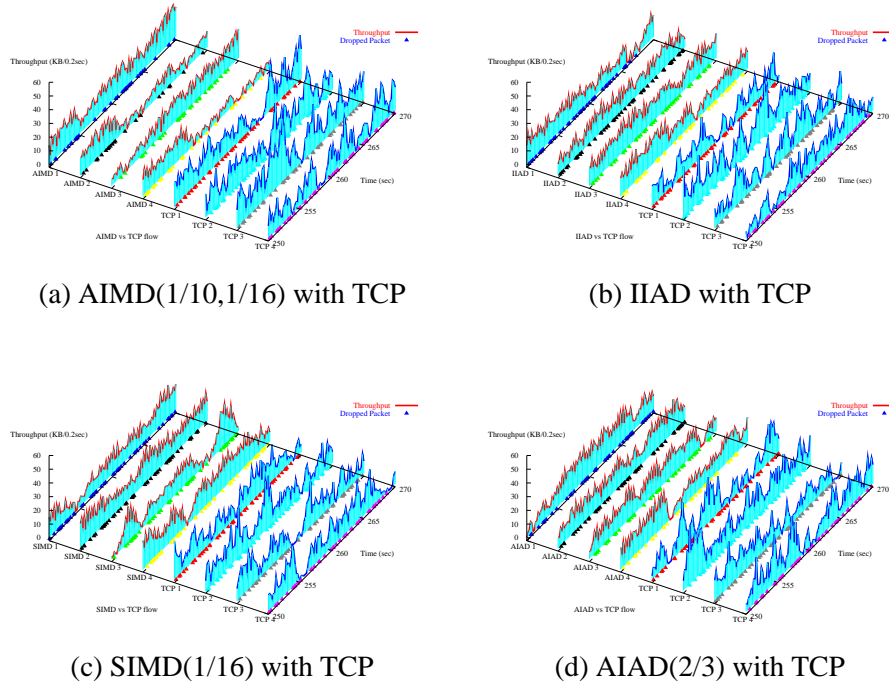 Throughput
Dropped Packet
Throughput (KB/0.2sec)
60
50
40
30
20
10
0
AIMD 1
AIMD 2
AIMD 3
AIMD 4
TCP 1
TCP 2
TCP 3
TCP 4
250
255
260
265
270
Time (sec)
AIMD vs TCP flow
(a) AIMD(1/10,1/16) with TCP
Throughput
Dropped Packet
Throughput (KB/0.2sec)
60
50
40
30
20
10
0
IIAD 1
IIAD 2
IIAD 3
IIAD 4
TCP 1
TCP 2
TCP 3
TCP 4
250
255
260
265
270
Time (sec)
IIAD vs TCP flow
(b) IIAD with TCP
Throughput
Dropped Packet
Throughput (KB/0.2sec)
60
50
40
30
20
10
0
SIMD 1
SIMD 2
SIMD 3
SIMD 4
TCP 1
TCP 2
TCP 3
TCP 4
250
255
260
265
270
Time (sec)
SIMD vs TCP flow
(c) SIMD(1/16) with TCP
Throughput
Dropped Packet
Throughput (KB/0.2sec)
60
50
40
30
20
10
0
AIAD 1
AIAD 2
AIAD 3
AIAD 4
TCP 1
TCP 2
TCP 3
TCP 4
250
255
260
265
270
Time (sec)
AIAD vs TCP flow
(d) AIAD(2/3) with TCP